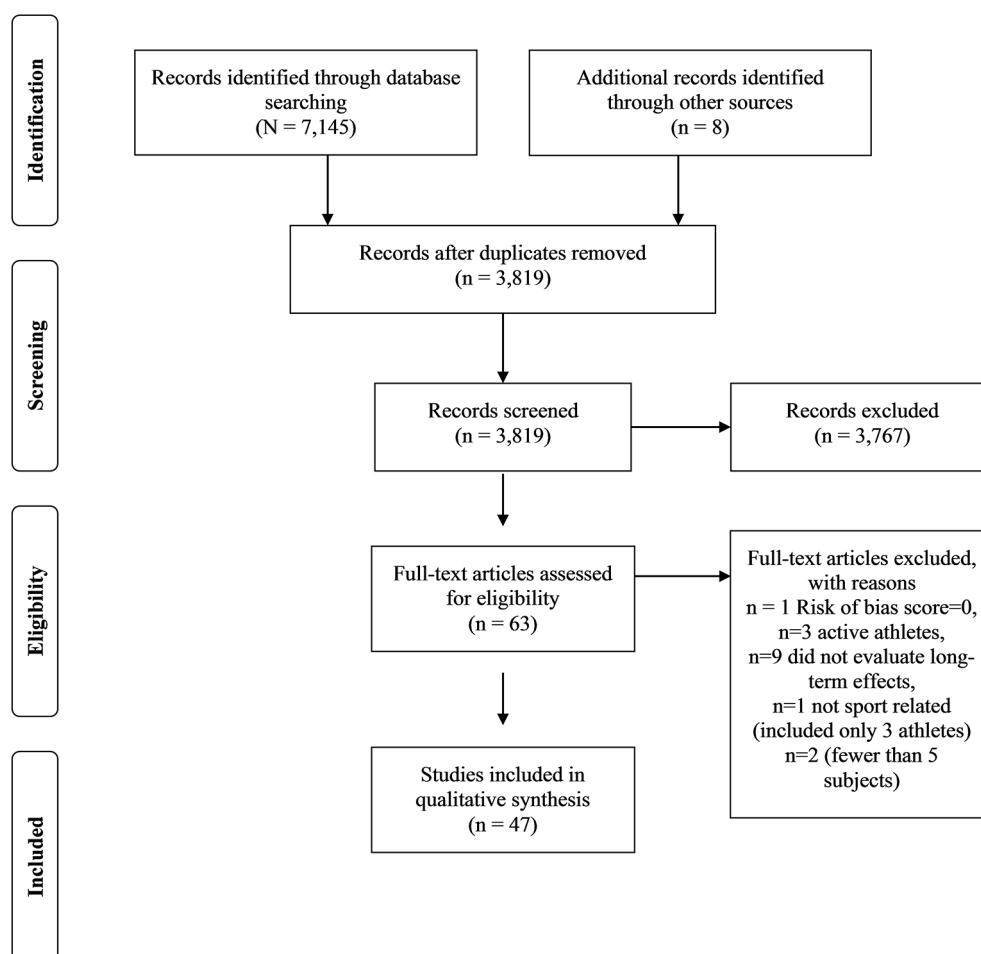 Identification
Records identified through database
searching
(N = 7,145)
Additional records identified
through other sources
(n = 8)
Records after duplicates removed
(n = 3,819)
Screening
Records screened
(n = 3,819)
Records excluded
(n = 3,767)
Eligibility
Full-text articles assessed
for eligibility
(n = 63)
Full-text articles excluded,
with reasons
n = 1 Risk of bias score=0,
n=3 active athletes,
n=9 did not evaluate long-
term effects,
n=1 not sport related
(included only 3 athletes)
n=2 (fewer than 5
subjects)
Included
Studies included in
qualitative synthesis
(n = 47)